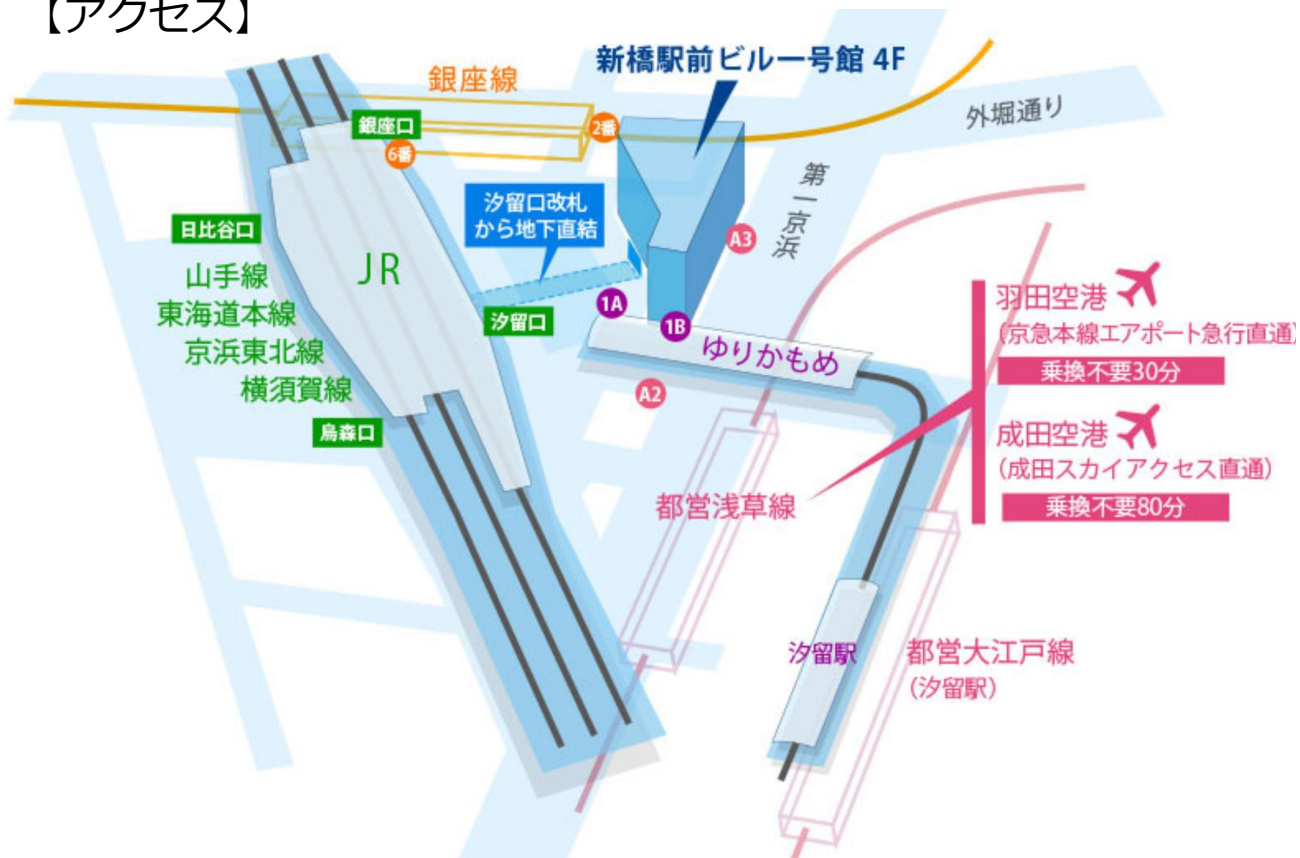 【アクセス】
新橋駅前ビル一号館 4F
銀座線
外堀通り
銀座口
2番
6番
第一京浜
汐留口改札
から地下直結
A3
日比谷口
JR
山手線
東海道本線
京浜東北線
横須賀線
汐留口
1A
1B
ゆりかもめ
A2
烏森口
羽田空港
(京急本線エアポート急行直通)
乗換不要30分
成田空港
(成田スカイアクセス直通)
乗換不要80分
都営浅草線
汐留駅
都営大江戸線
(汐留駅)